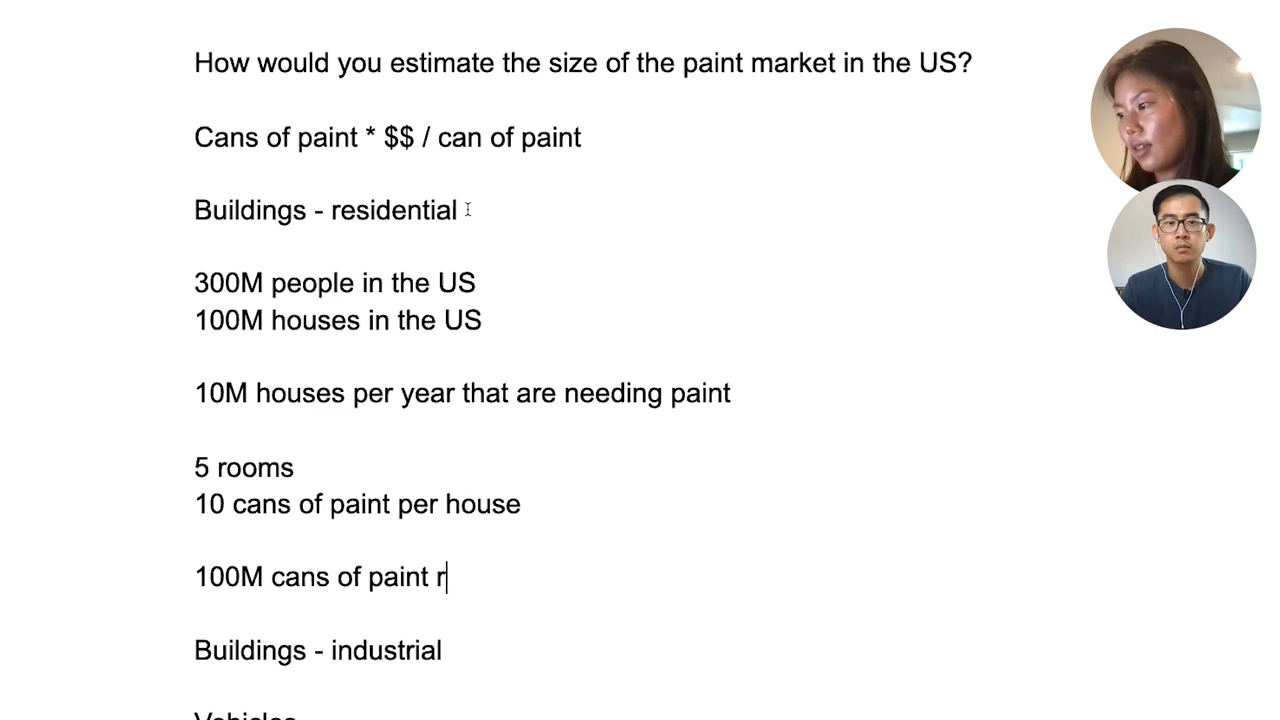 How would you estimate the size of the paint market in the US?
Cans of paint * $$ / can of paint
Buildings - residential
300M people in the US
100M houses in the US
10M houses per year that are needing paint
5 rooms
10 cans of paint per house
100M cans of paint r
Buildings - industrial
Vehicles